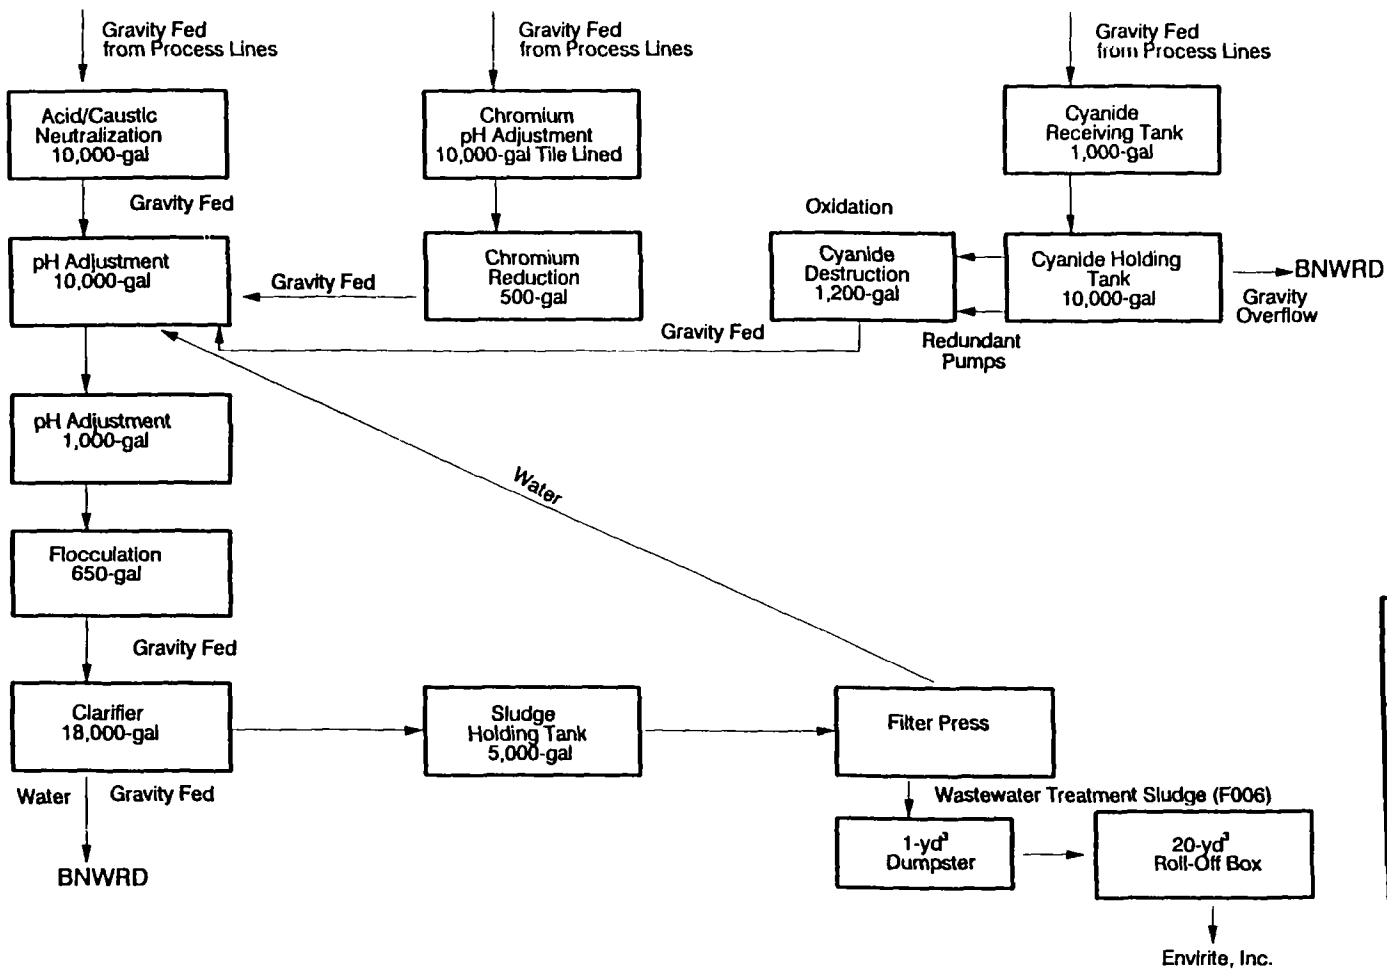 Gravity Fed
from Process Lines
Gravity Fed
from Process Lines
Gravity Fed
from Process Lines
Acid/Caustic
Neutralization
10,000-gal
Chromium
pH Adjustment
10,000-gal Tile Lined
Cyanide
Receiving Tank
1,000-gal
Gravity Fed
Oxidation
pH Adjustment
10,000-gal
Gravity Fed
Chromium
Reduction
500-gal
Cyanide
Destruction
1,200-gal
Cyanide Holding
Tank
10,000-gal
BNWRD
Gravity
Overflow
Gravity Fed
Redundant
Pumps
pH Adjustment
1,000-gal
Water
Flocculation
650-gal
Gravity Fed
Clarifier
18,000-gal
Sludge
Holding Tank
5,000-gal
Filter Press
Water
Gravity Fed
Wastewater Treatment Sludge (F006)
BNWRD
1-yd³
Dumpster
20-yd³
Roll-Off Box
Envirite, Inc.